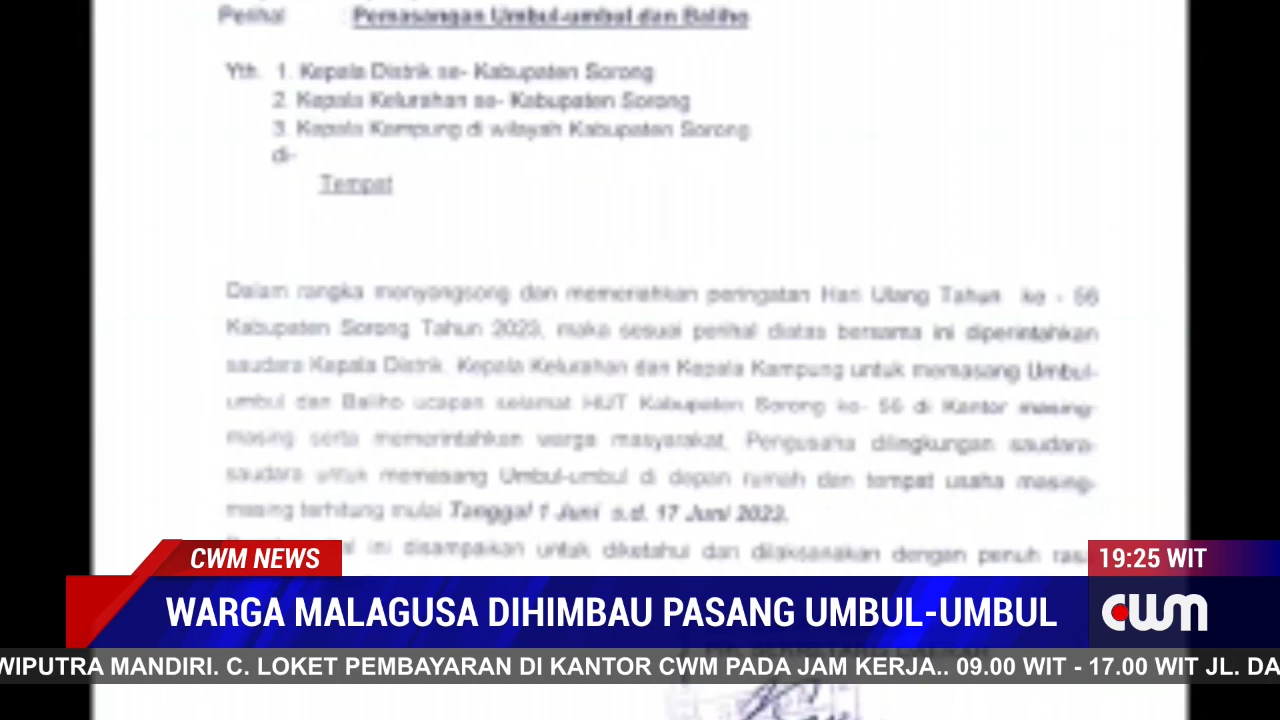 Perihal : Pemasangan Umbul-umbul dan Baliho
Yth. 1. Kepala Distrik se- Kabupaten Sorong
2. Kepala Kelurahan se- Kabupaten Sorong
3. Kepala Kampung di wilayah Kabupaten Sorong
di-
Tempat
Dalam rangka menyongsong dan memeriahkan peringatan Hari Ulang Tahun ke - 56
Kabupaten Sorong Tahun 2023, maka sesuai perihal diatas bersama ini diperintahkan
saudara Kepala Distrik, Kepala Kelurahan dan Kepala Kampung untuk memasang Umbul-
umbul dan Baliho ucapan selamat HUT Kabupaten Sorong ke- 56 di Kantor masing-
masing serta memerintahkan warga masyarakat, Pengusaha dilingkungan saudara-
saudara untuk memasang Umbul-umbul di depan rumah dan tempat usaha masing-
masing terhitung mulai Tanggal 1 Juni s.d. 17 Juni 2023.
ini disampaikan untuk diketahui dan dilaksanakan dengan penuh rasa
CWM NEWS
19:25 WIT
WARGA MALAGUSA DIHIMBAU PASANG UMBUL-UMBUL
cwm
WIPUTRA MANDIRI. C. LOKET PEMBAYARAN DI KANTOR CWM PADA JAM KERJA.. 09.00 WIT - 17.00 WIT JL. DA
SEKRETARIS DAERAH